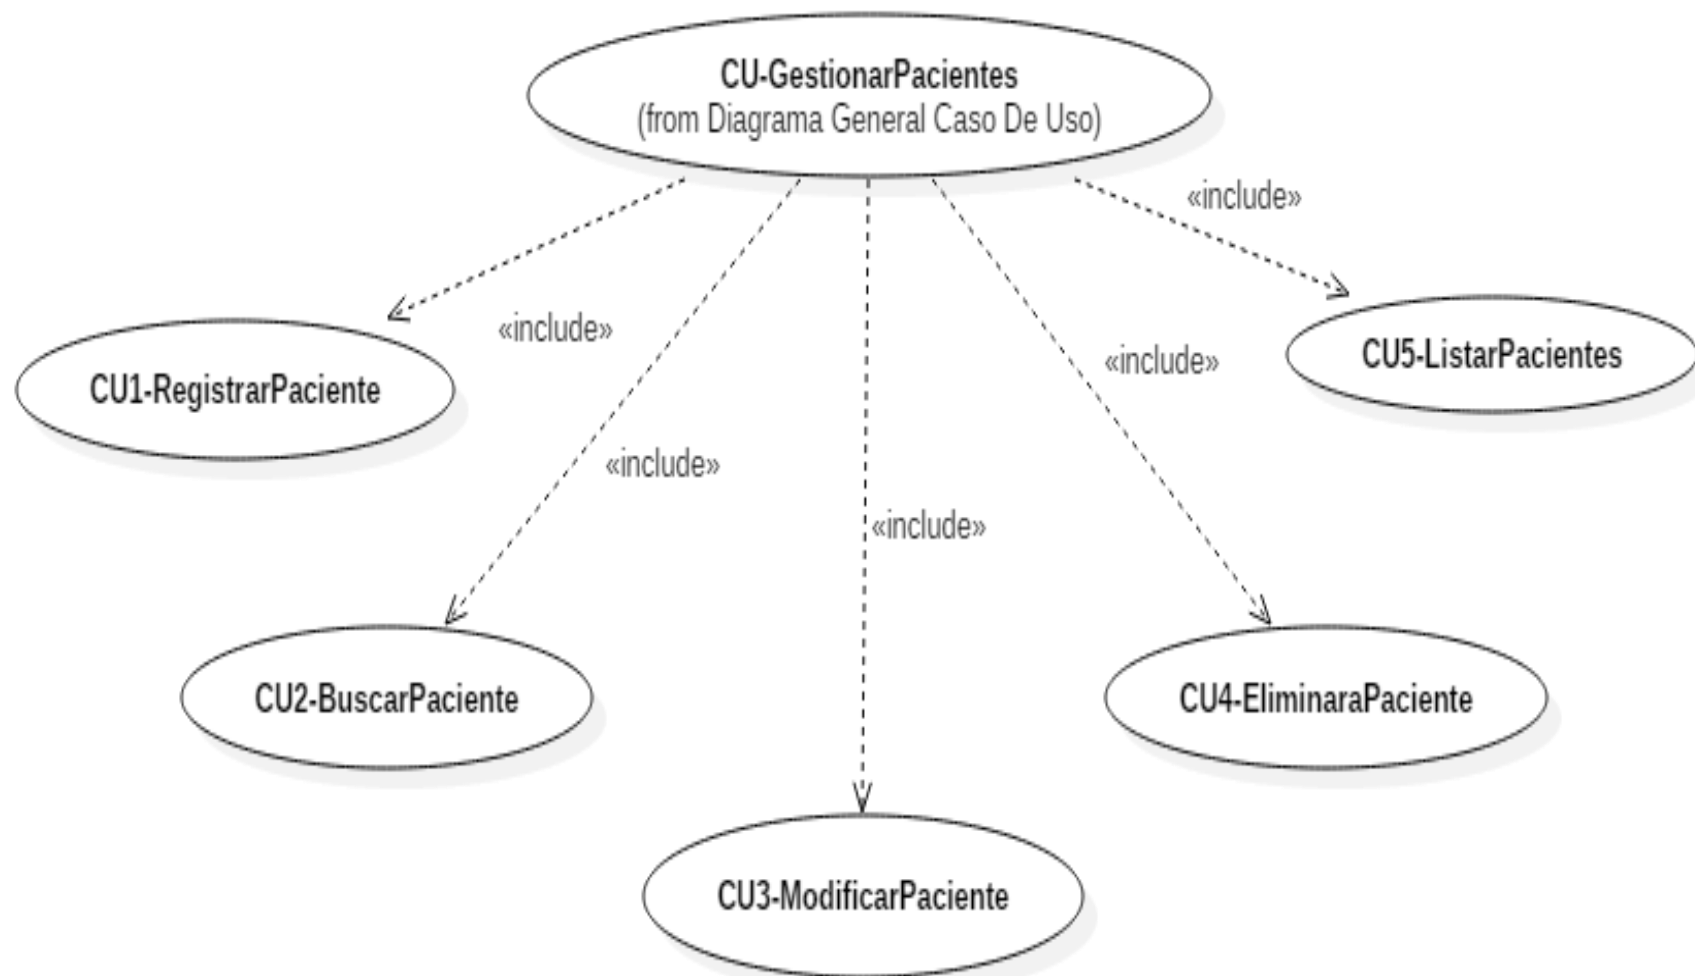 CU-GestionarPacientes
(from Diagrama General Caso De Uso)
«include»
«include»
«include»
CU5-ListarPacientes
CU1-RegistrarPaciente
«include»
«include»
CU2-BuscarPaciente
CU4-EliminaraPaciente
CU3-ModificarPaciente